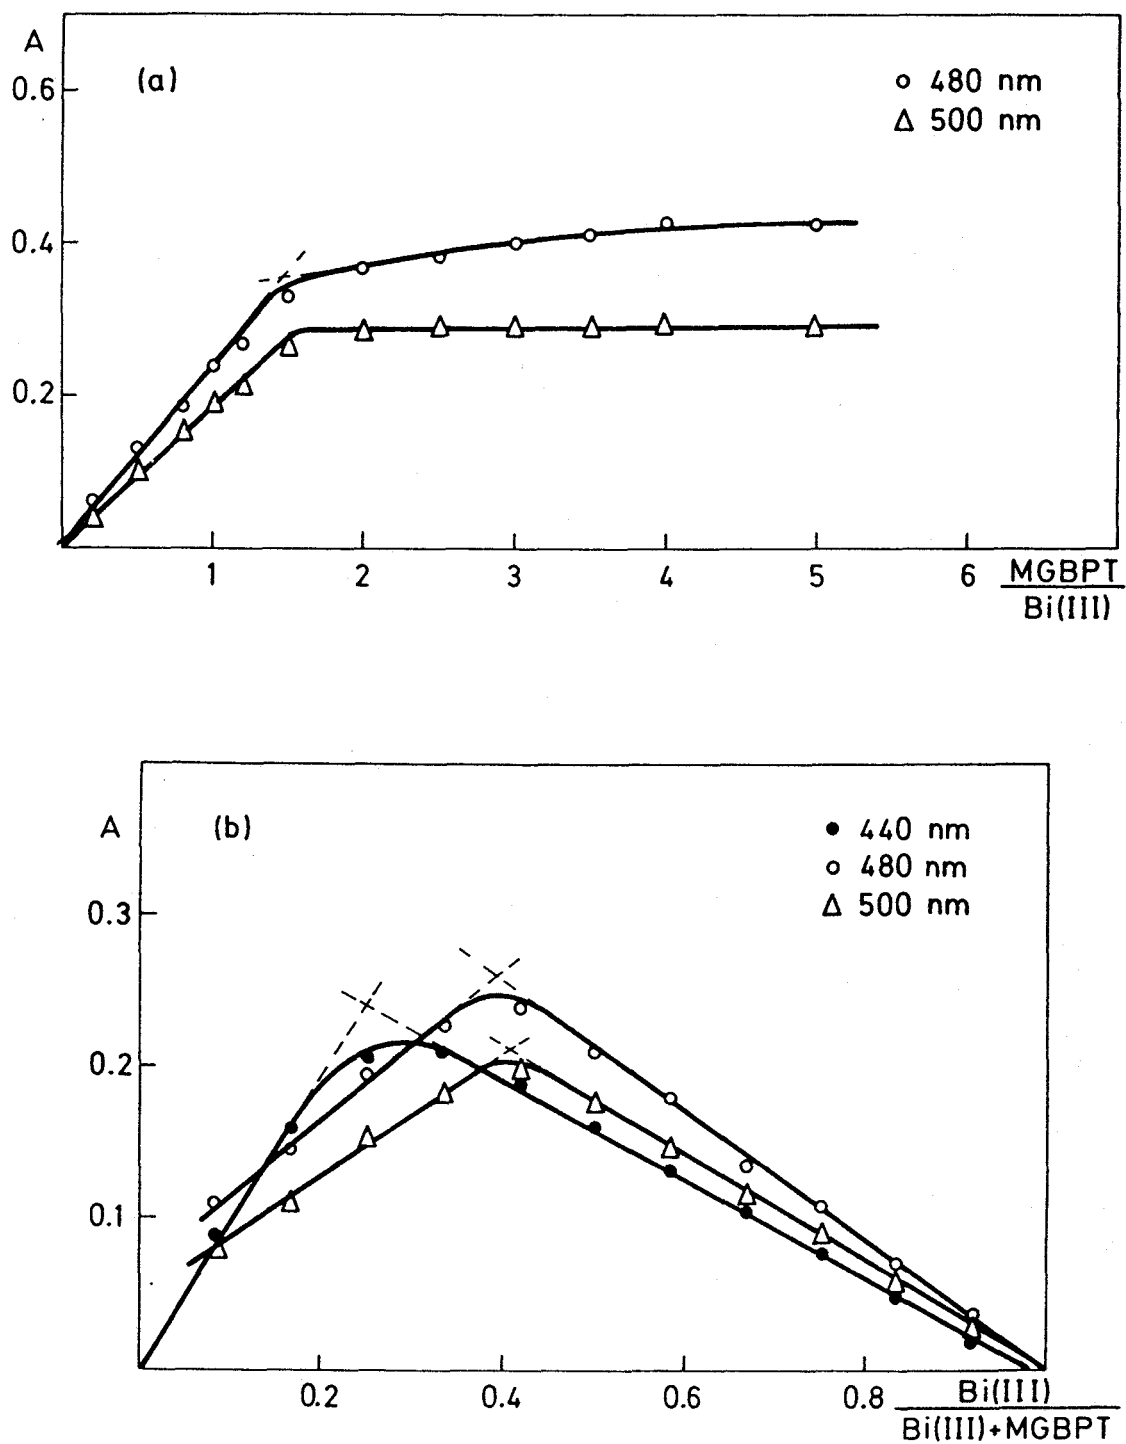 A
(a)
○ 480 nm
△ 500 nm
0.6
0.4
0.2
1 2 3 4 5 6
MGBPT
Bi(III)
A
(b)
● 440 nm
○ 480 nm
△ 500 nm
0.3
0.2
0.1
0.2 0.4 0.6 0.8
Bi(III)
Bi(III)+MGBPT